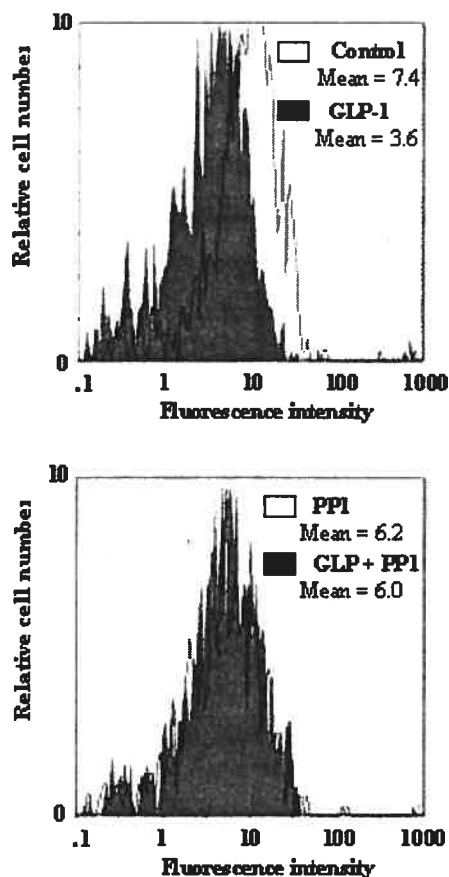 10
Relative cell number
0
Control
Mean = 7.4
GLP-1
Mean = 3.6
.1 1 10 100 1000
Fluorescence intensity
10
Relative cell number
0
PP1
Mean = 6.2
GLP + PP1
Mean = 6.0
.1 1 10 100 1000
Fluorescence intensity